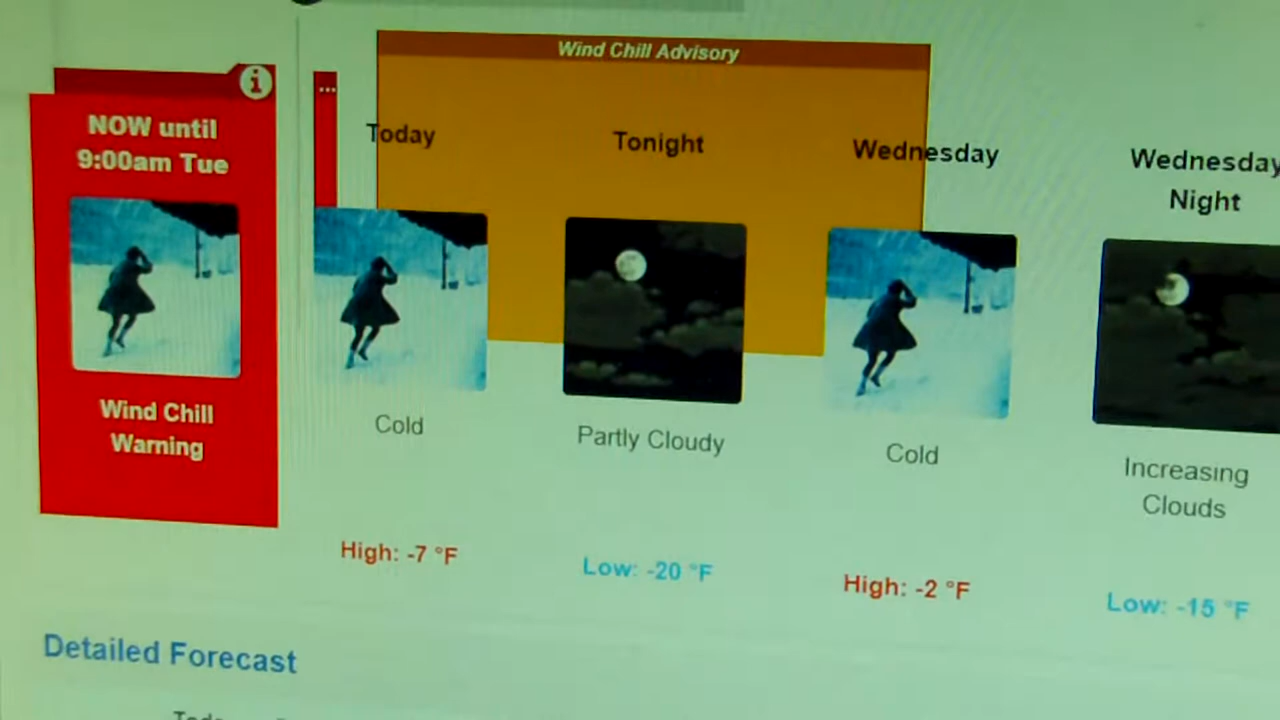 Wind Chill Advisory
i
NOW until
9:00am Tue
Wind Chill
Warning
...
Today
Cold
High: -7 °F
Tonight
Partly Cloudy
Low: -20 °F
Wednesday
Cold
High: -2 °F
Wednesday
Night
Increasing
Clouds
Low: -15 °F
Detailed Forecast